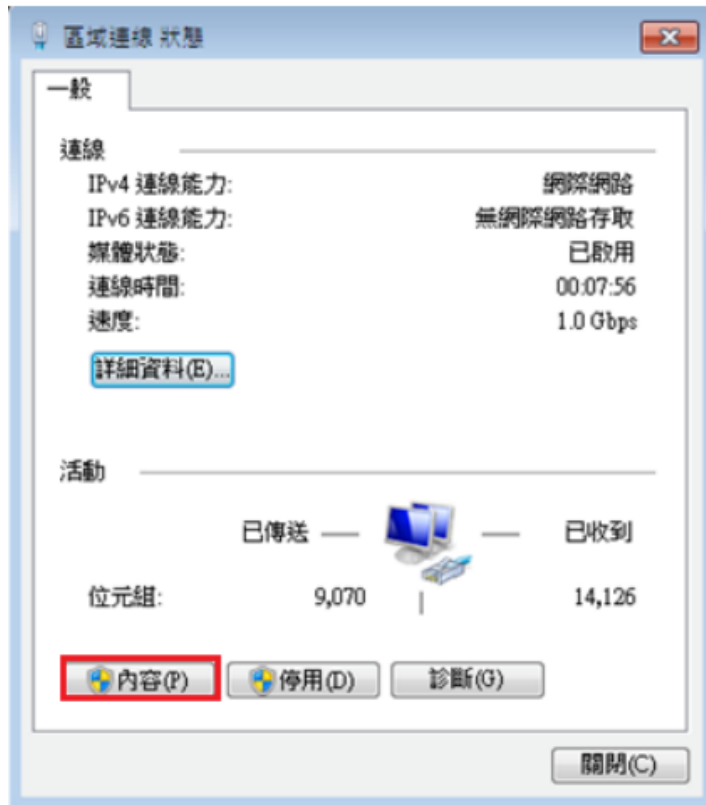 區域連線 狀態
一般
連線
IPv4 連線能力: 網際網路
IPv6 連線能力: 無網際網路存取
媒體狀態: 已啟用
連線時間: 00:07:56
速度: 1.0 Gbps
詳細資料(E)...
活動
已傳送 — — 已收到
位元組: 9,070 | 14,126
內容(P) 停用(D) 診斷(G)
關閉(C)